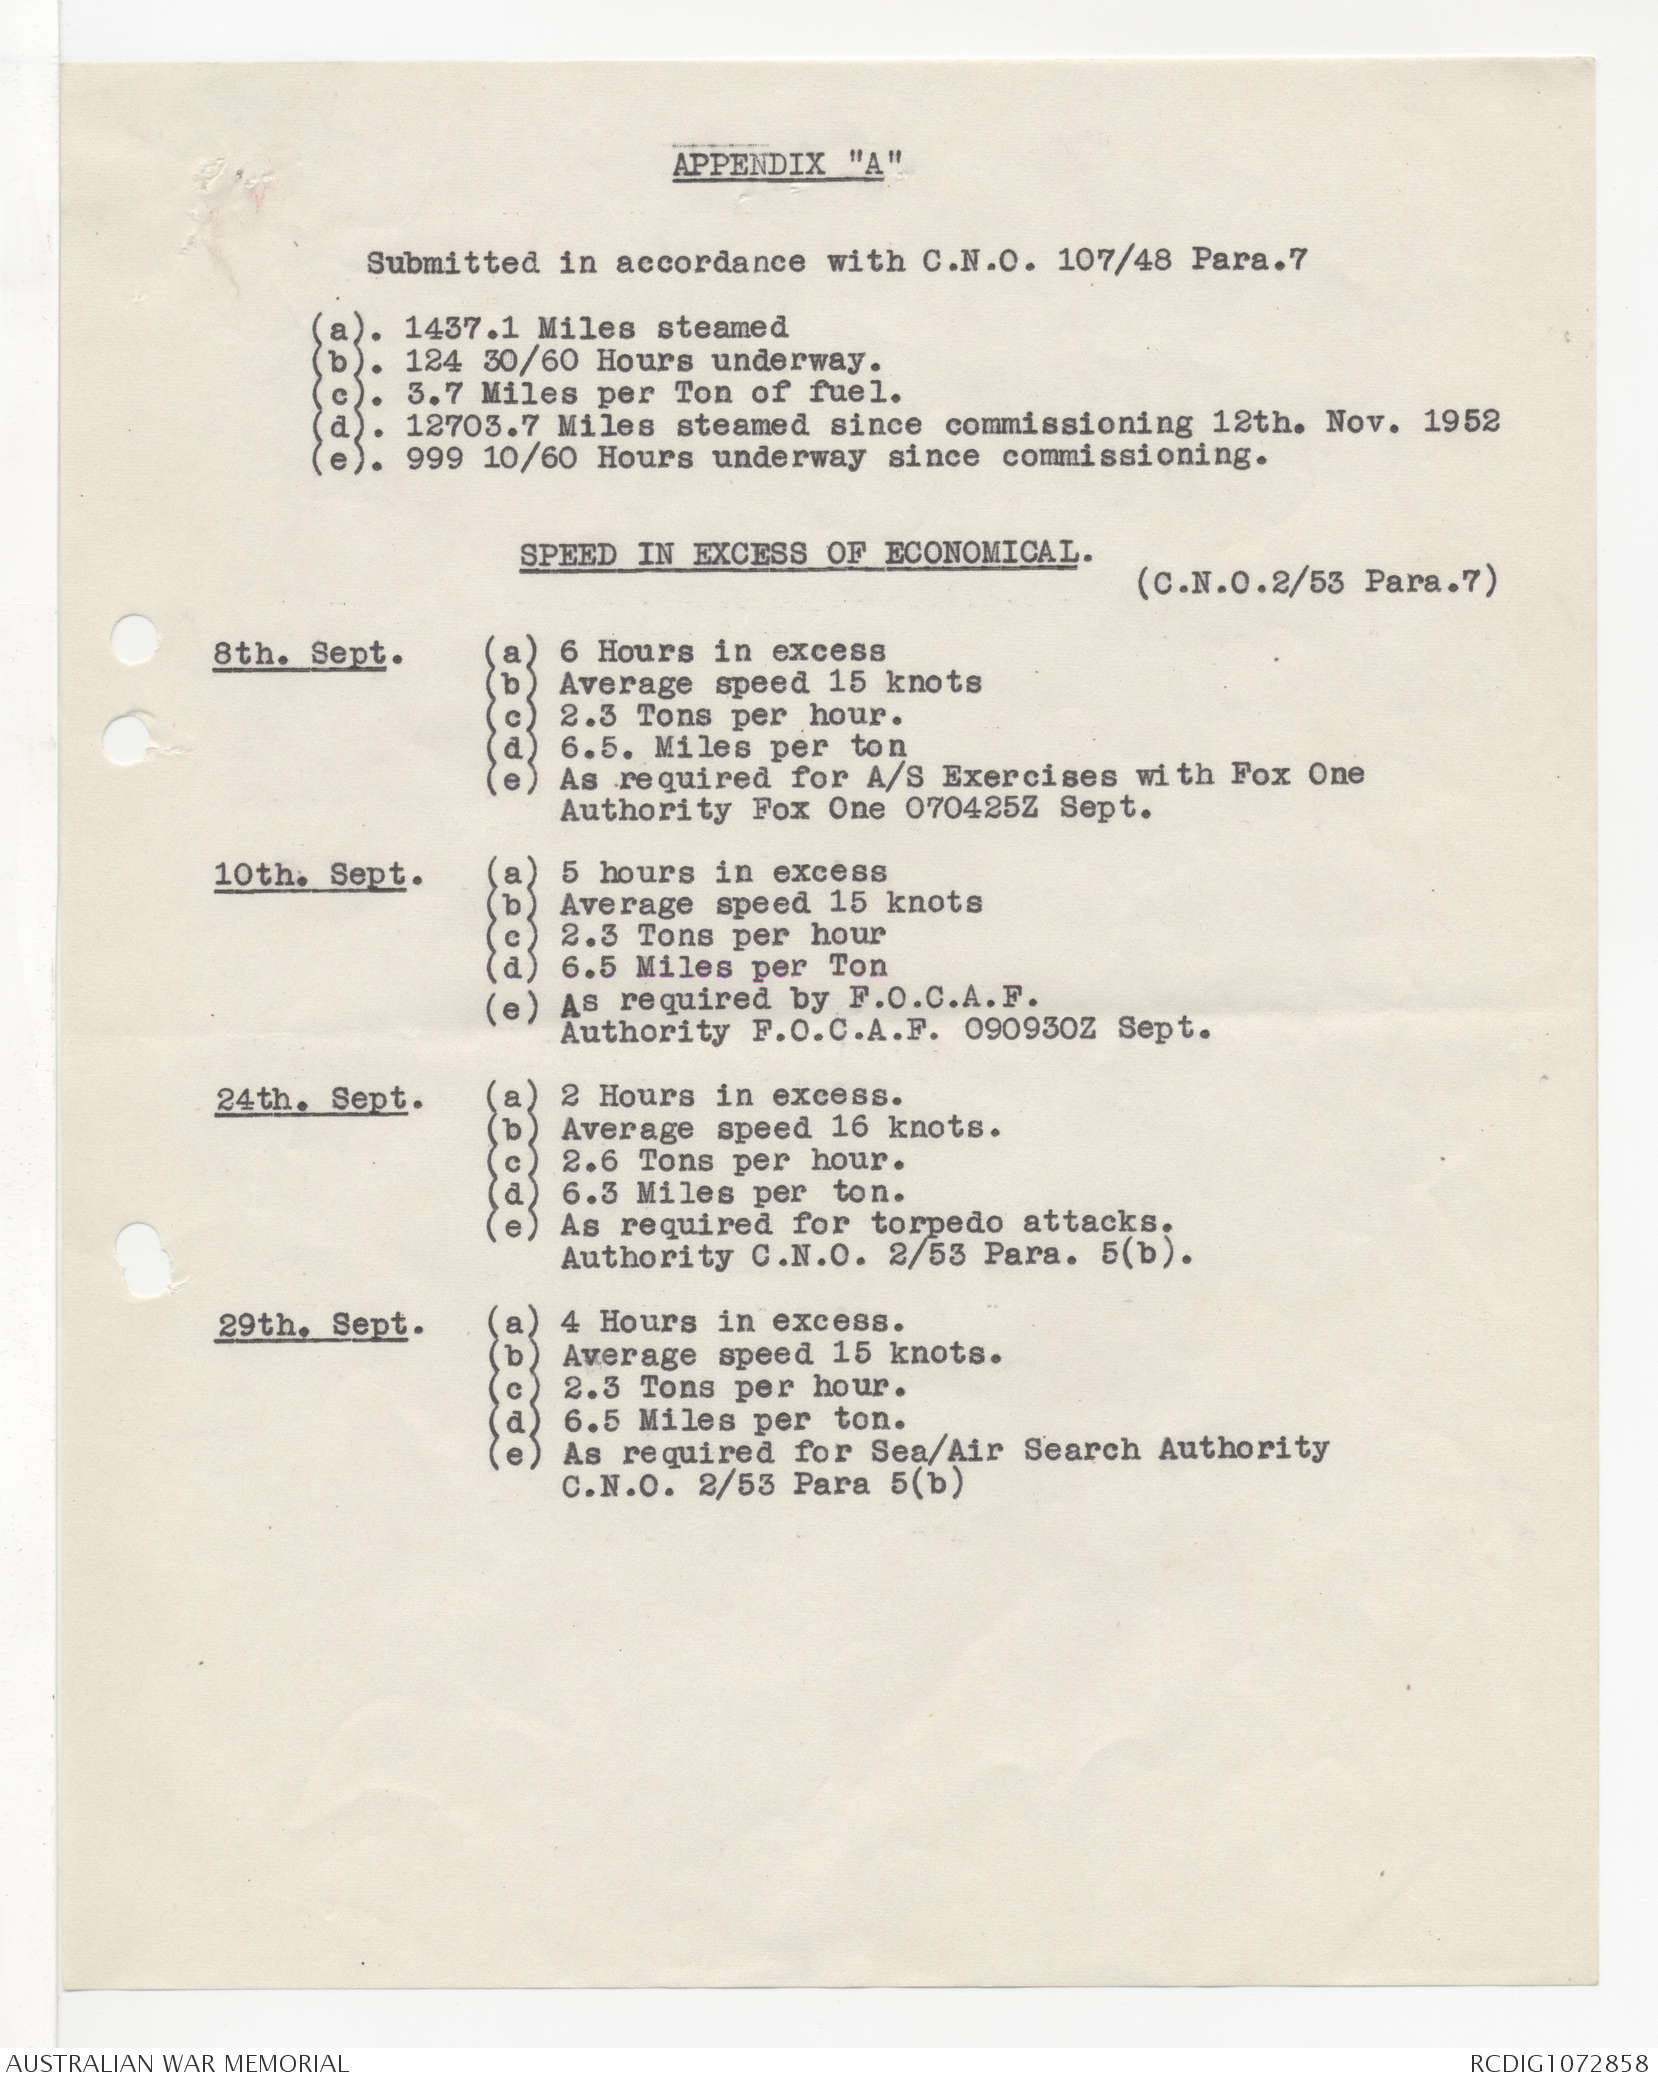 APPENDIX "A"
Submitted in accordance with C.N.O. 107/48 Para.7
(a). 1437.1 Miles steamed
(b). 124 30/60 Hours underway.
(c). 3.7 Miles per Ton of fuel.
(d). 12703.7 Miles steamed since commissioning 12th. Nov. 1952
(e). 999 10/60 Hours underway since commissioning.
SPEED IN EXCESS OF ECONOMICAL.
(C.N.O.2/53 Para.7)
8th. Sept. (a) 6 Hours in excess
(b) Average speed 15 knots
(c) 2.3 Tons per hour.
(d) 6.5. Miles per ton
(e) As required for A/S Exercises with Fox One
Authority Fox One 070425Z Sept.
10th. Sept. (a) 5 hours in excess
(b) Average speed 15 knots
(c) 2.3 Tons per hour
(d) 6.5 Miles per Ton
(e) As required by F.O.C.A.F.
Authority F.O.C.A.F. 090930Z Sept.
24th. Sept. (a) 2 Hours in excess.
(b) Average speed 16 knots.
(c) 2.6 Tons per hour.
(d) 6.3 Miles per ton.
(e) As required for torpedo attacks.
Authority C.N.O. 2/53 Para. 5(b).
29th. Sept. (a) 4 Hours in excess.
(b) Average speed 15 knots.
(c) 2.3 Tons per hour.
(d) 6.5 Miles per ton.
(e) As required for Sea/Air Search Authority
C.N.O. 2/53 Para 5(b)
AUSTRALIAN WAR MEMORIAL
RCDIG1072858